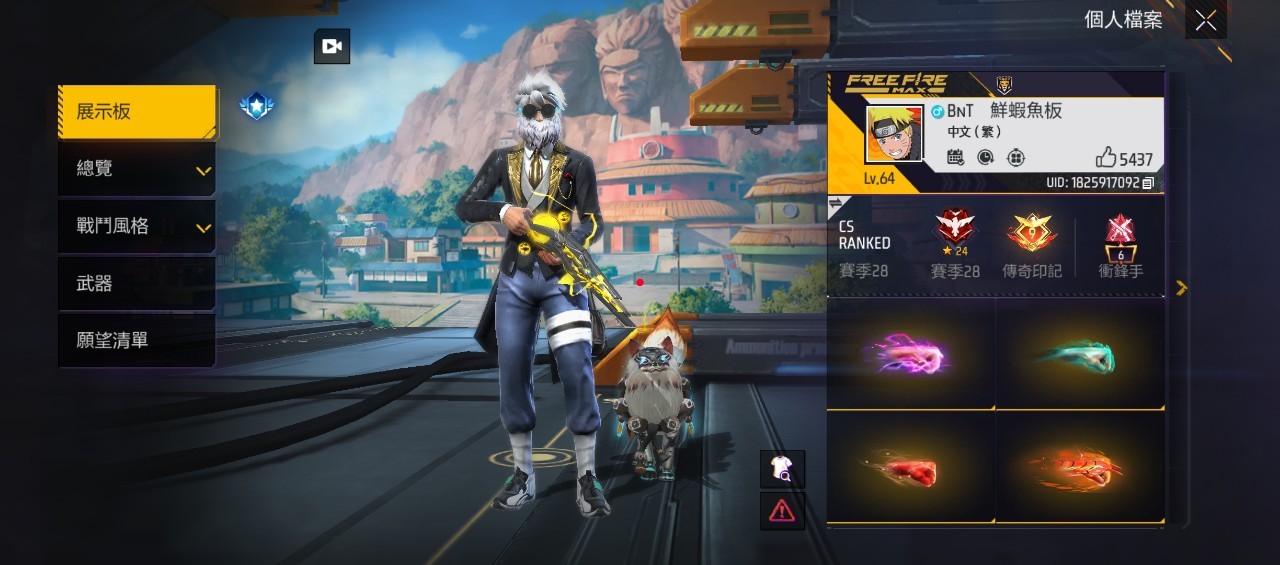 個人檔案
展示板
總覽
戰鬥風格
武器
願望清單
FREE FIRE
MAX
BNT 鮮蝦魚板
中文(繁)
5437
Lv.64
UID: 1825917092
CS
RANKED
賽季28
24
賽季28
傳奇印記
6
衝鋒手
Ammunition